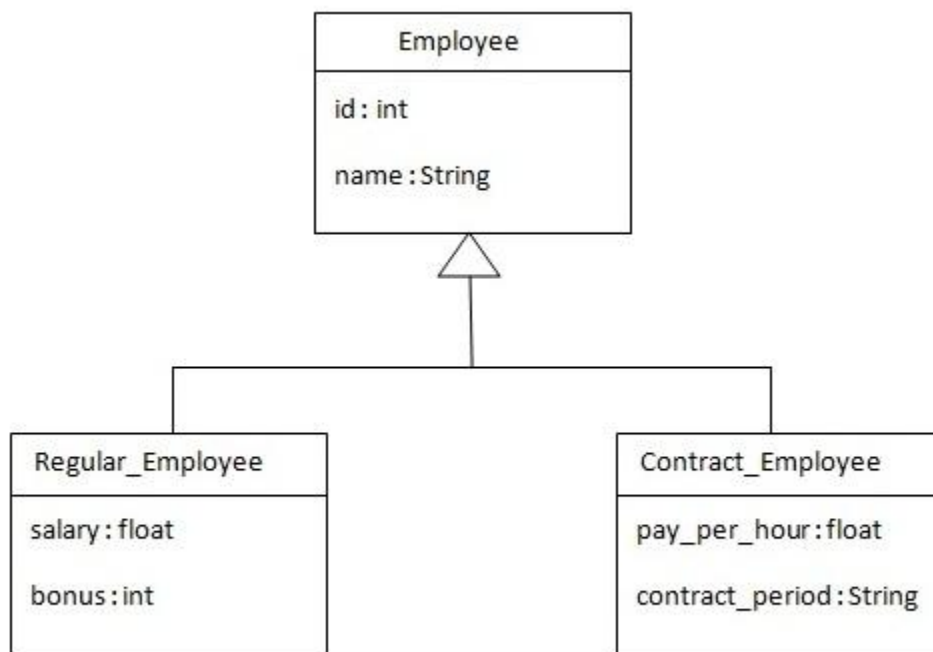 Employee
id: int
name:String
Regular_Employee
salary:float
bonus:int
Contract_Employee
pay_per_hour:float
contract_period:String